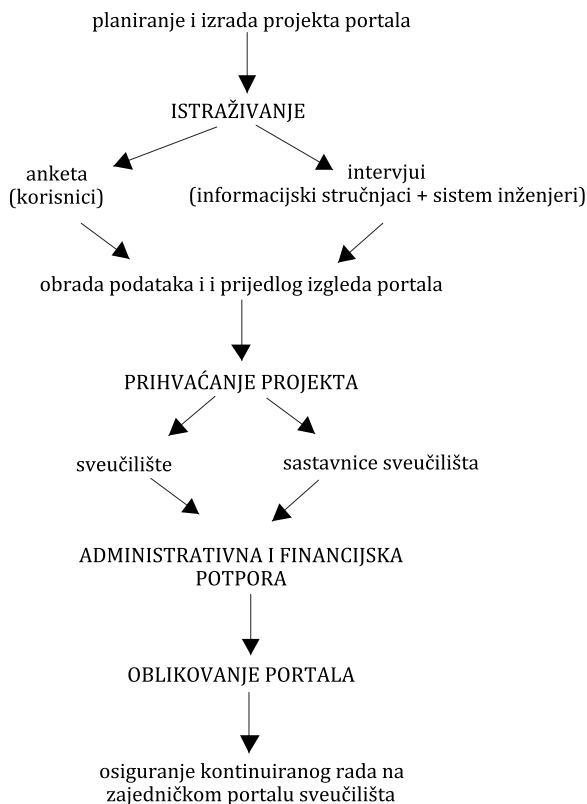 planiranje i izrada projekta portala
ISTRAŽIVANJE
anketa
(korisnici)
intervjui
(informacijski stručnjaci + sistem inženjeri)
obrada podataka i i prijedlog izgleda portala
PRIHVAĆANJE PROJEKTA
sveučilište
sastavnice sveučilišta
ADMINISTRATIVNA I FINANCIJSKA
POTPORA
OBLIKOVANJE PORTALA
osiguranje kontinuiranog rada na
zajedničkom portalu sveučilišta